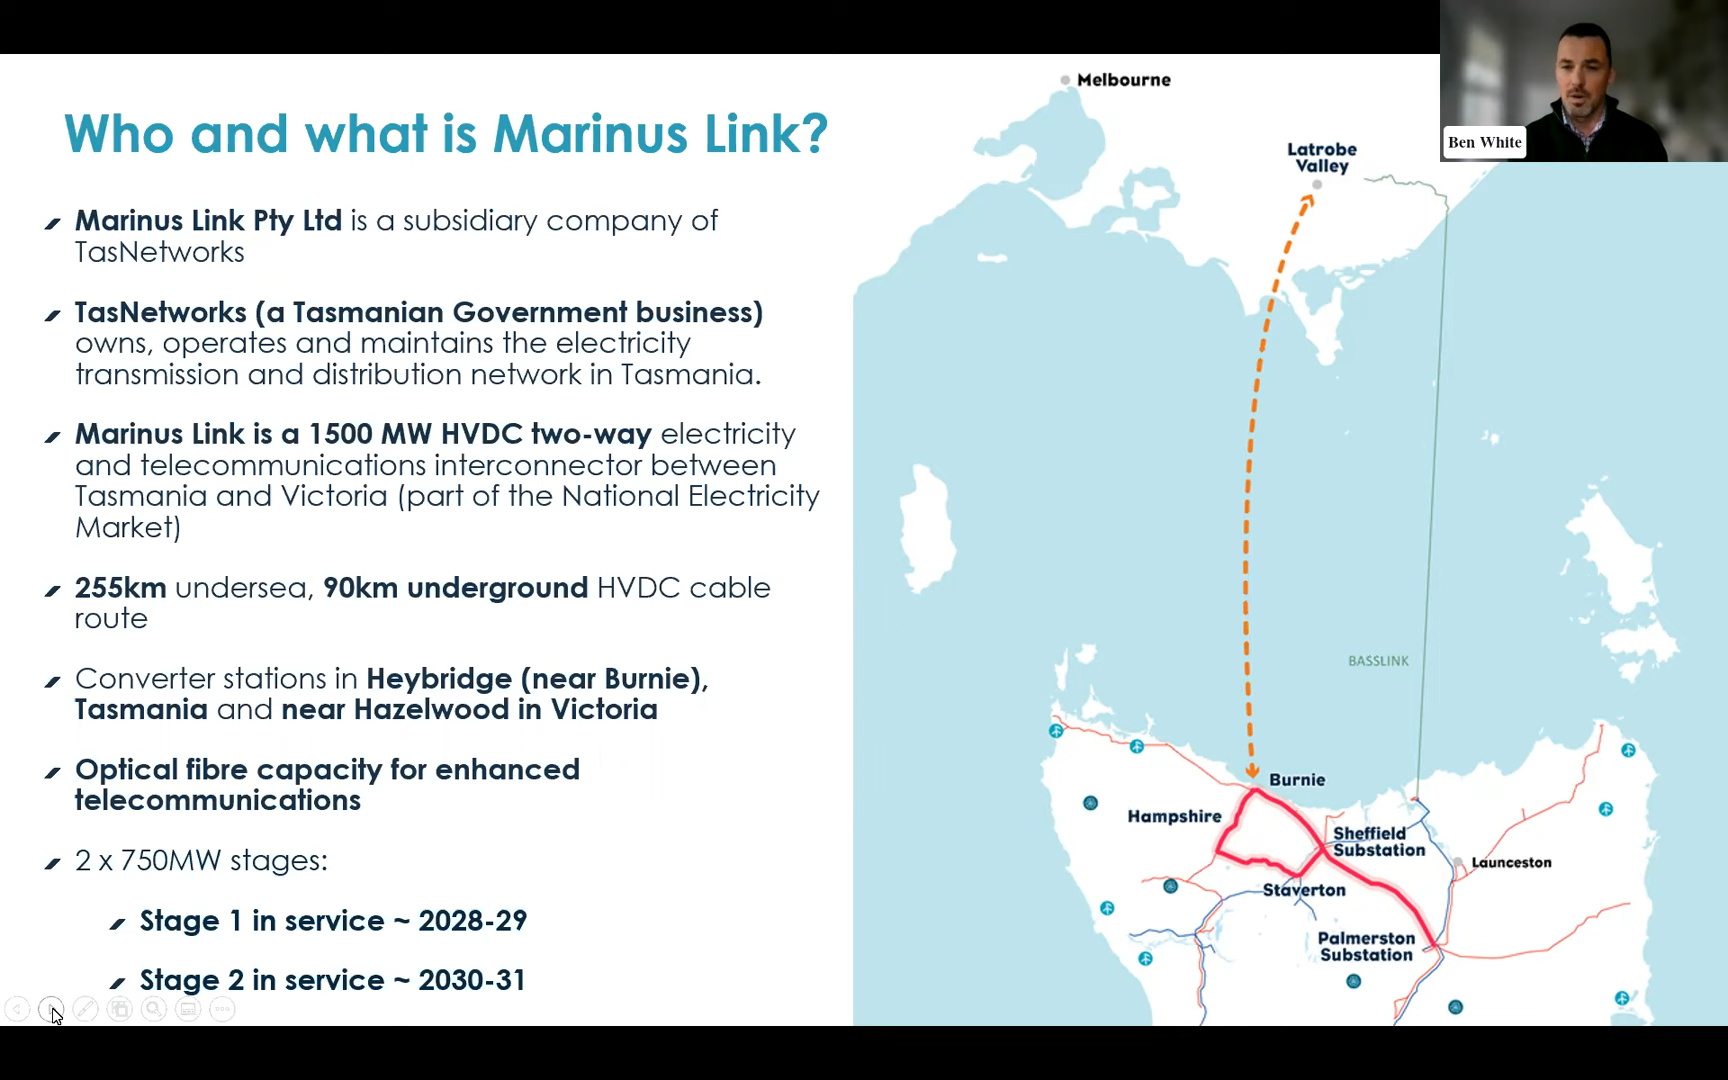 Who and what is Marinus Link?
Marinus Link Pty Ltd is a subsidiary company of
TasNetworks
TasNetworks (a Tasmanian Government business)
owns, operates and maintains the electricity
transmission and distribution network in Tasmania.
Marinus Link is a 1500 MW HVDC two-way electricity
and telecommunications interconnector between
Tasmania and Victoria (part of the National Electricity
Market)
255km undersea, 90km underground HVDC cable
route
Converter stations in Heybridge (near Burnie),
Tasmania and near Hazelwood in Victoria
Optical fibre capacity for enhanced
telecommunications
2 x 750MW stages:
Stage 1 in service ~ 2028-29
Stage 2 in service ~ 2030-31
Melbourne
Latrobe
Valley
BASSLINK
Burnie
Hampshire
Sheffield
Substation
Launceston
Staverton
Palmerston
Substation
Ben White